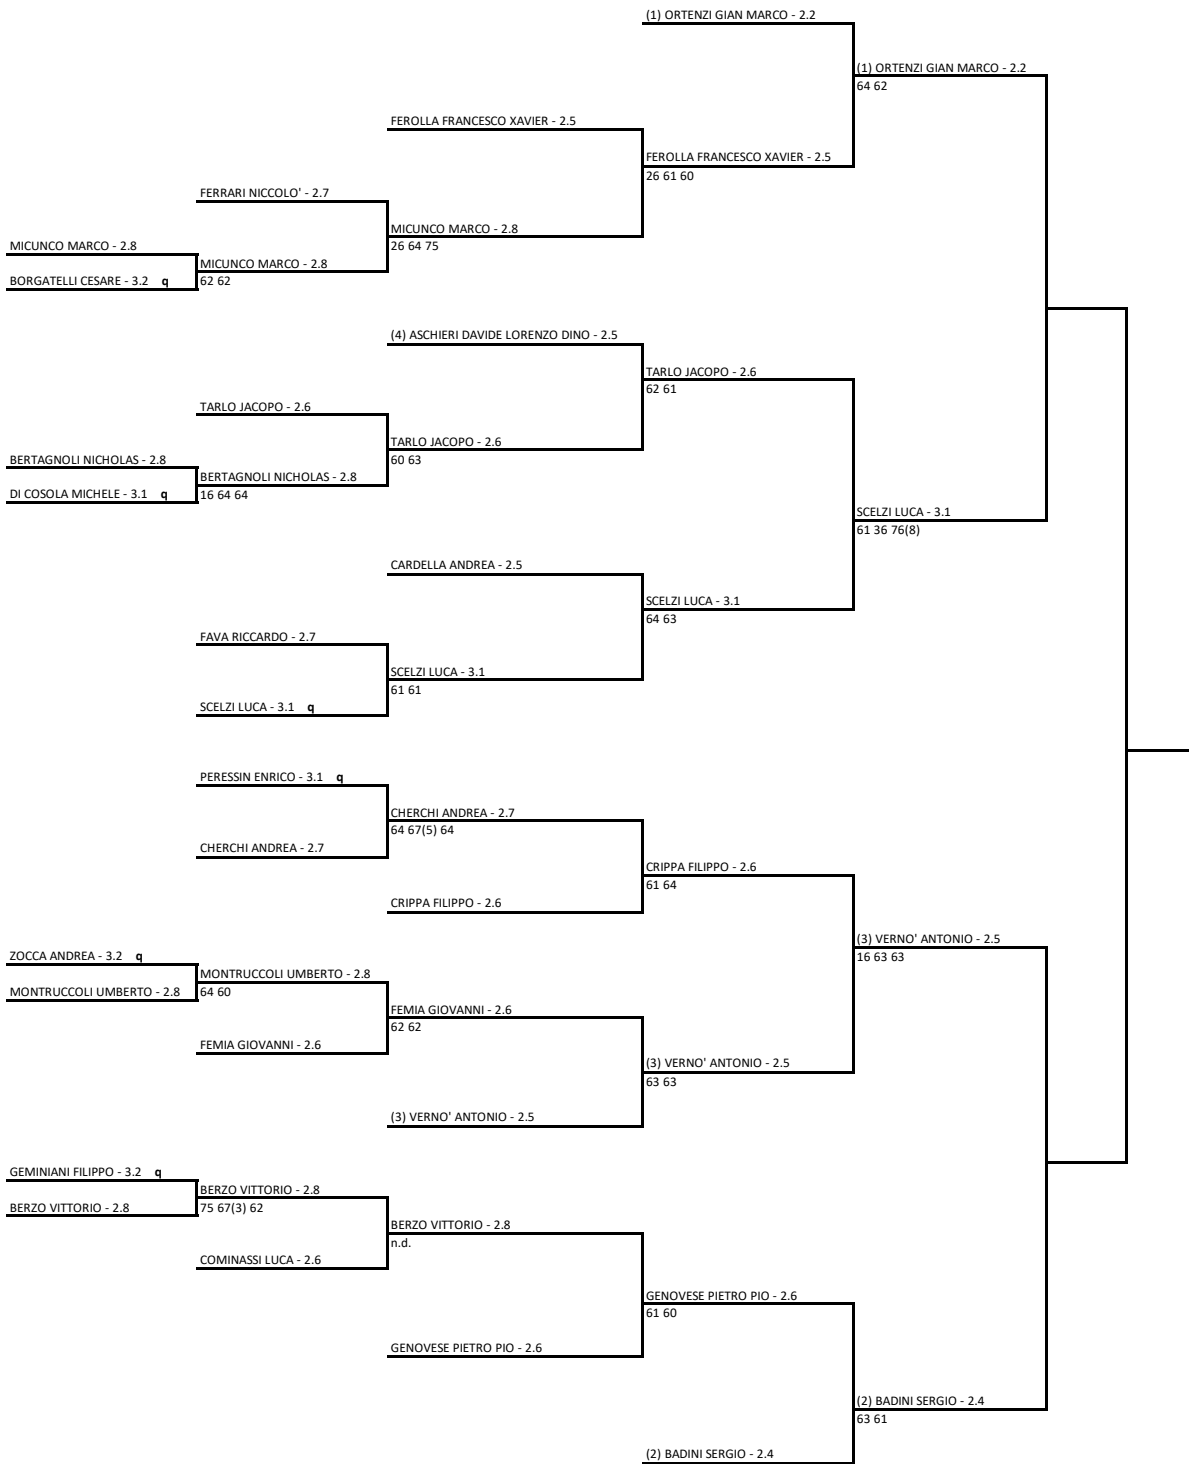 (1) ORTENZI GIAN MARCO - 2.2
(1) ORTENZI GIAN MARCO - 2.2
64 62
FEROLLA FRANCESCO XAVIER - 2.5
FEROLLA FRANCESCO XAVIER - 2.5
26 61 60
FERRARI NICCOLO' - 2.7
MICUNCO MARCO - 2.8
26 64 75
MICUNCO MARCO - 2.8
MICUNCO MARCO - 2.8
BORGATELLI CESARE - 3.2 q
62 62
(4) ASCHIERI DAVIDE LORENZO DINO - 2.5
TARLO JACOPO - 2.6
62 61
TARLO JACOPO - 2.6
TARLO JACOPO - 2.6
60 63
BERTAGNOLI NICHOLAS - 2.8
BERTAGNOLI NICHOLAS - 2.8
DI COSOLA MICHELE - 3.1 q
16 64 64
SCELZI LUCA - 3.1
61 36 76(8)
CARDELLA ANDREA - 2.5
SCELZI LUCA - 3.1
64 63
FAVA RICCARDO - 2.7
SCELZI LUCA - 3.1
61 61
SCELZI LUCA - 3.1 q
PERESSIN ENRICO - 3.1 q
CHERCHI ANDREA - 2.7
64 67(5) 64
CHERCHI ANDREA - 2.7
CRIPPA FILIPPO - 2.6
61 64
CRIPPA FILIPPO - 2.6
(3) VERNO' ANTONIO - 2.5
16 63 63
ZOCCA ANDREA - 3.2 q
MONTRUCCOLI UMBERTO - 2.8
MONTRUCCOLI UMBERTO - 2.8
64 60
FEMIA GIOVANNI - 2.6
62 62
FEMIA GIOVANNI - 2.6
(3) VERNO' ANTONIO - 2.5
63 63
(3) VERNO' ANTONIO - 2.5
GEMINIANI FILIPPO - 3.2 q
BERZO VITTORIO - 2.8
BERZO VITTORIO - 2.8
75 67(3) 62
BERZO VITTORIO - 2.8
n.d.
COMINASSI LUCA - 2.6
GENOVESE PIETRO PIO - 2.6
61 60
GENOVESE PIETRO PIO - 2.6
(2) BADINI SERGIO - 2.4
63 61
(2) BADINI SERGIO - 2.4